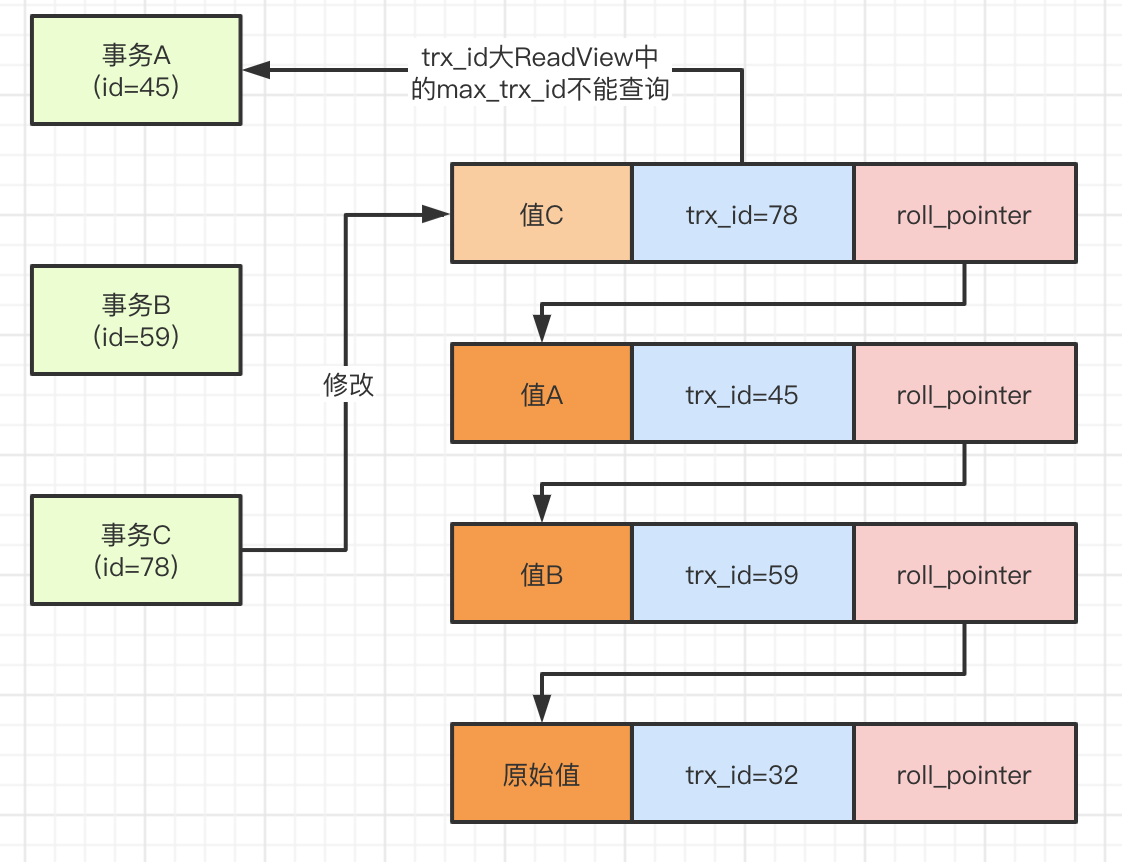 事务A
(id=45)
trx_id大ReadView中
的max_trx_id不能查询
值C
trx_id=78
roll_pointer
事务B
(id=59)
值A
trx_id=45
roll_pointer
修改
事务C
(id=78)
值B
trx_id=59
roll_pointer
原始值
trx_id=32
roll_pointer